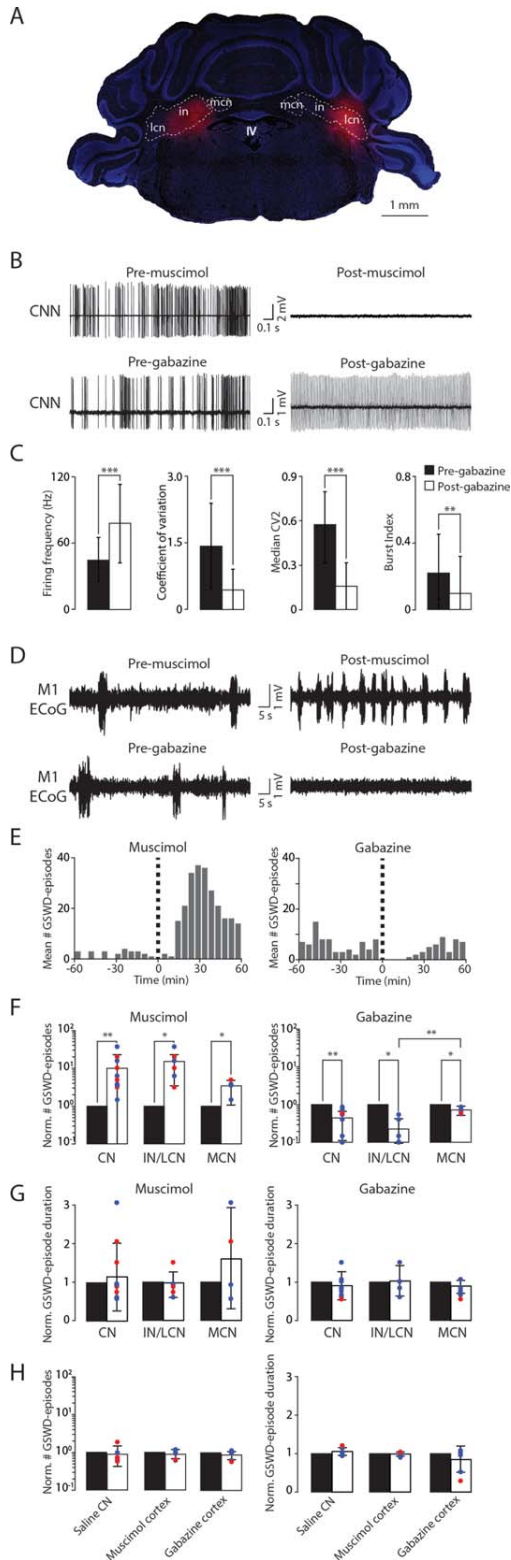 A
mcn
in
lcn
IV
mcn
in
lcn
1 mm
B
Pre-muscimol
Post-muscimol
CNN
0.1 s
2 mV
Pre-gabazine
Post-gabazine
CNN
0.1 s
1 mV
C
Pre-gabazine
Post-gabazine
Firing frequency (Hz)
120
60
0
***
Coefficient of variation
3.0
1.5
0
***
Median CV2
0.9
0.6
0.3
0
***
Burst Index
0.8
0.4
0
**
D
Pre-muscimol
Post-muscimol
M1
ECoG
5 s
1 mV
Pre-gabazine
Post-gabazine
M1
ECoG
5 s
1 mV
E
Muscimol
Gabazine
Mean # GSWD-episodes
40
20
0
-60
-30
0
30
60
Time (min)
Mean # GSWD-episodes
40
20
0
-60
-30
0
30
60
Time (min)
F
Muscimol
Gabazine
Norm. # GSWD-episodes
10²
10¹
10⁰
10⁻¹
**
*
*
CN
IN/LCN
MCN
Norm. # GSWD-episodes
10²
10¹
10⁰
10⁻¹
**
*
**
*
CN
IN/LCN
MCN
G
Muscimol
Gabazine
Norm. GSWD-episode duration
3
2
1
0
CN
IN/LCN
MCN
Norm. GSWD-episode duration
3
2
1
0
CN
IN/LCN
MCN
H
Norm. # GSWD-episodes
10²
10¹
10⁰
10⁻¹
Saline CN
Muscimol cortex
Gabazine cortex
Norm. GSWD-episode duration
3
2
1
0
Saline CN
Muscimol cortex
Gabazine cortex